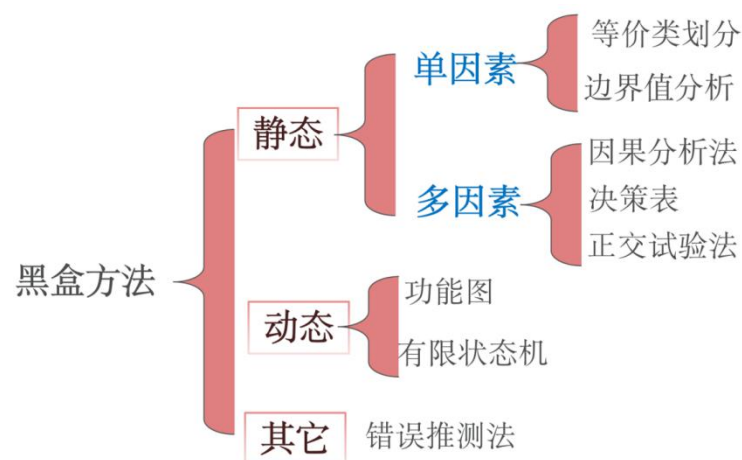 黑盒方法
静态
单因素
等价类划分
边界值分析
多因素
因果分析法
决策表
正文试验法
动态
功能图
有限状态机
其它
错误推测法